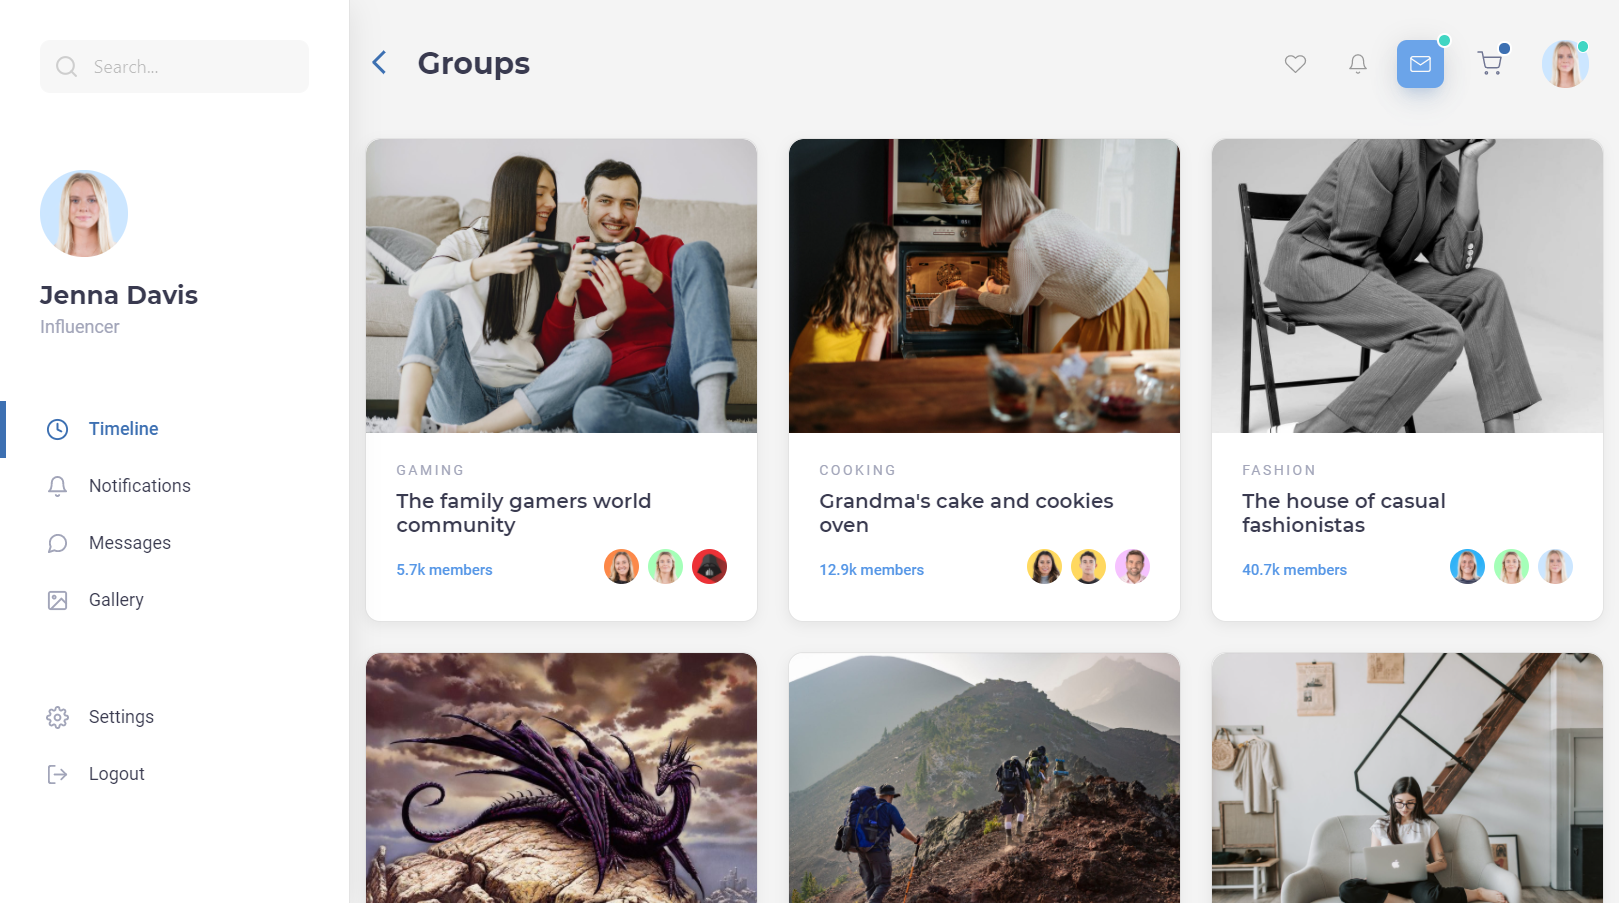 Search...
Groups
Jenna Davis
Influencer
Timeline
Notifications
Messages
Gallery
Settings
Logout
GAMING
The family gamers world
community
5.7k members
COOKING
Grandma's cake and cookies
oven
12.9k members
FASHION
The house of casual
fashionistas
40.7k members